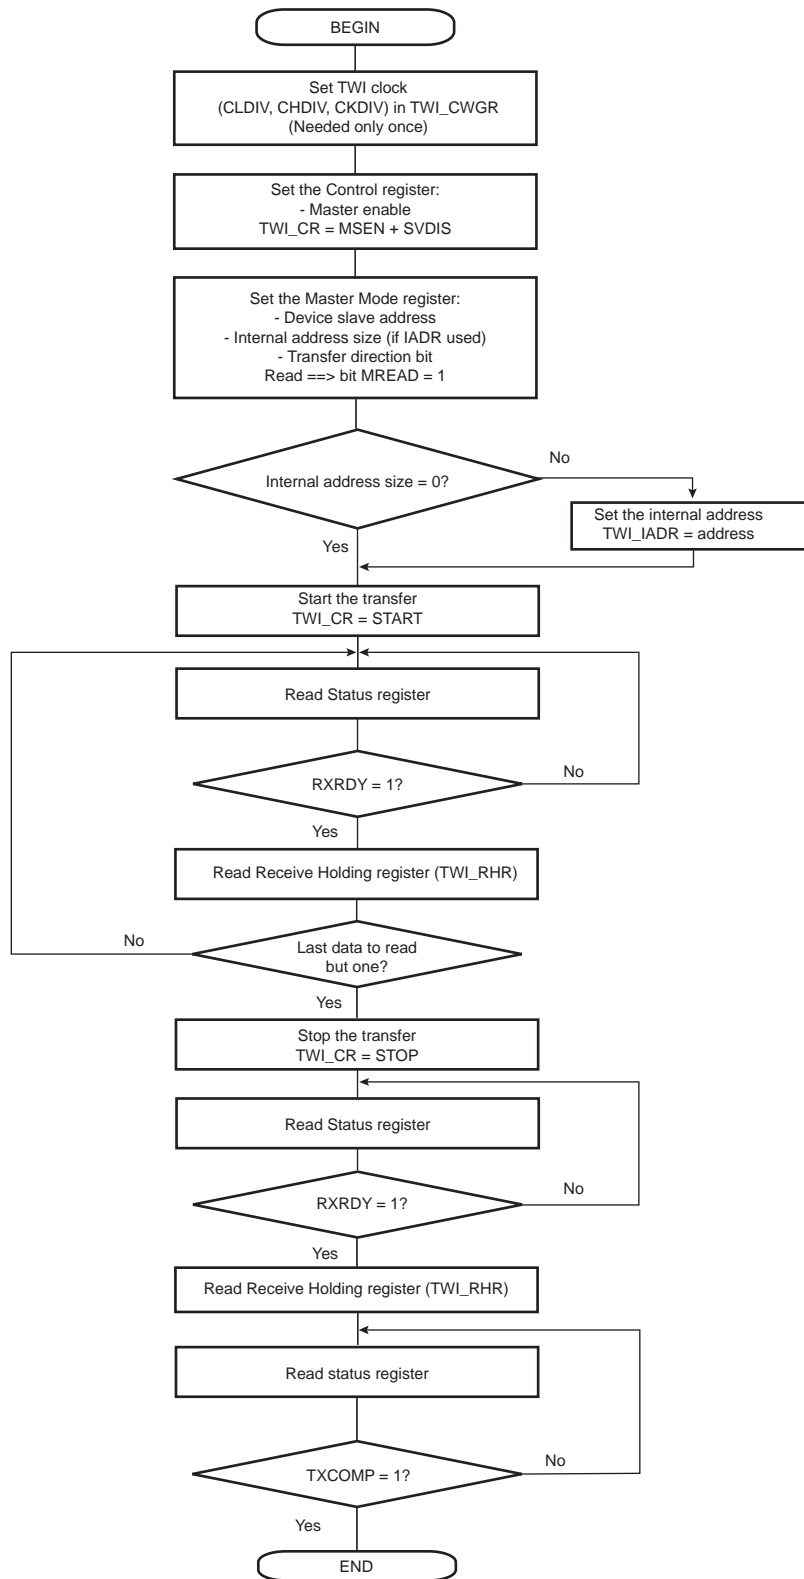 BEGIN
Set TWI clock
(CLDIV, CHDIV, CKDIV) in TWI_CWGR
(Needed only once)
Set the Control register:
- Master enable
TWI_CR = MSEN + SVDIS
Set the Master Mode register:
- Device slave address
- Internal address size (if IADR used)
- Transfer direction bit
Read ==> bit MREAD = 1
Internal address size = 0?
No
Set the internal address
TWI_IADR = address
Yes
Start the transfer
TWI_CR = START
Read Status register
RXRDY = 1?
No
Yes
Read Receive Holding register (TWI_RHR)
No
Last data to read
but one?
Yes
Stop the transfer
TWI_CR = STOP
Read Status register
RXRDY = 1?
No
Yes
Read Receive Holding register (TWI_RHR)
Read status register
TXCOMP = 1?
No
Yes
END